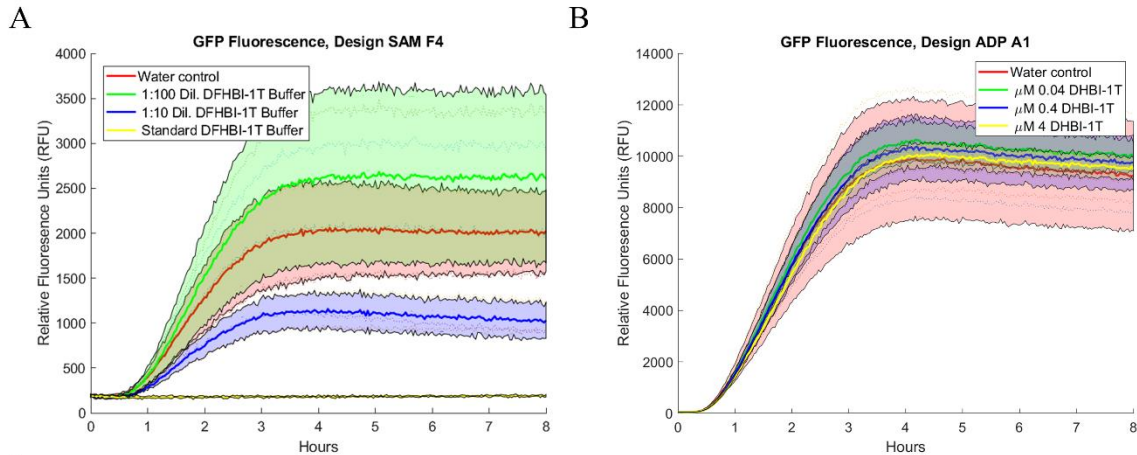 A
GFP Fluorescence, Design SAM F4
4000
3500
3000
2500
2000
1500
1000
500
0
Relative Fluoresence Units (RFU)
Water control
1:100 Dil. DFHBI-1T Buffer
1:10 Dil. DFHBI-1T Buffer
Standard DFHBI-1T Buffer
0 1 2 3 4 5 6 7 8
Hours
B
GFP Fluorescence, Design ADP A1
14000
12000
10000
8000
6000
4000
2000
0
Relative Fluoresence Units (RFU)
Water control
μM 0.04 DHBI-1T
μM 0.4 DHBI-1T
μM 4 DHBI-1T
0 1 2 3 4 5 6 7 8
Hours